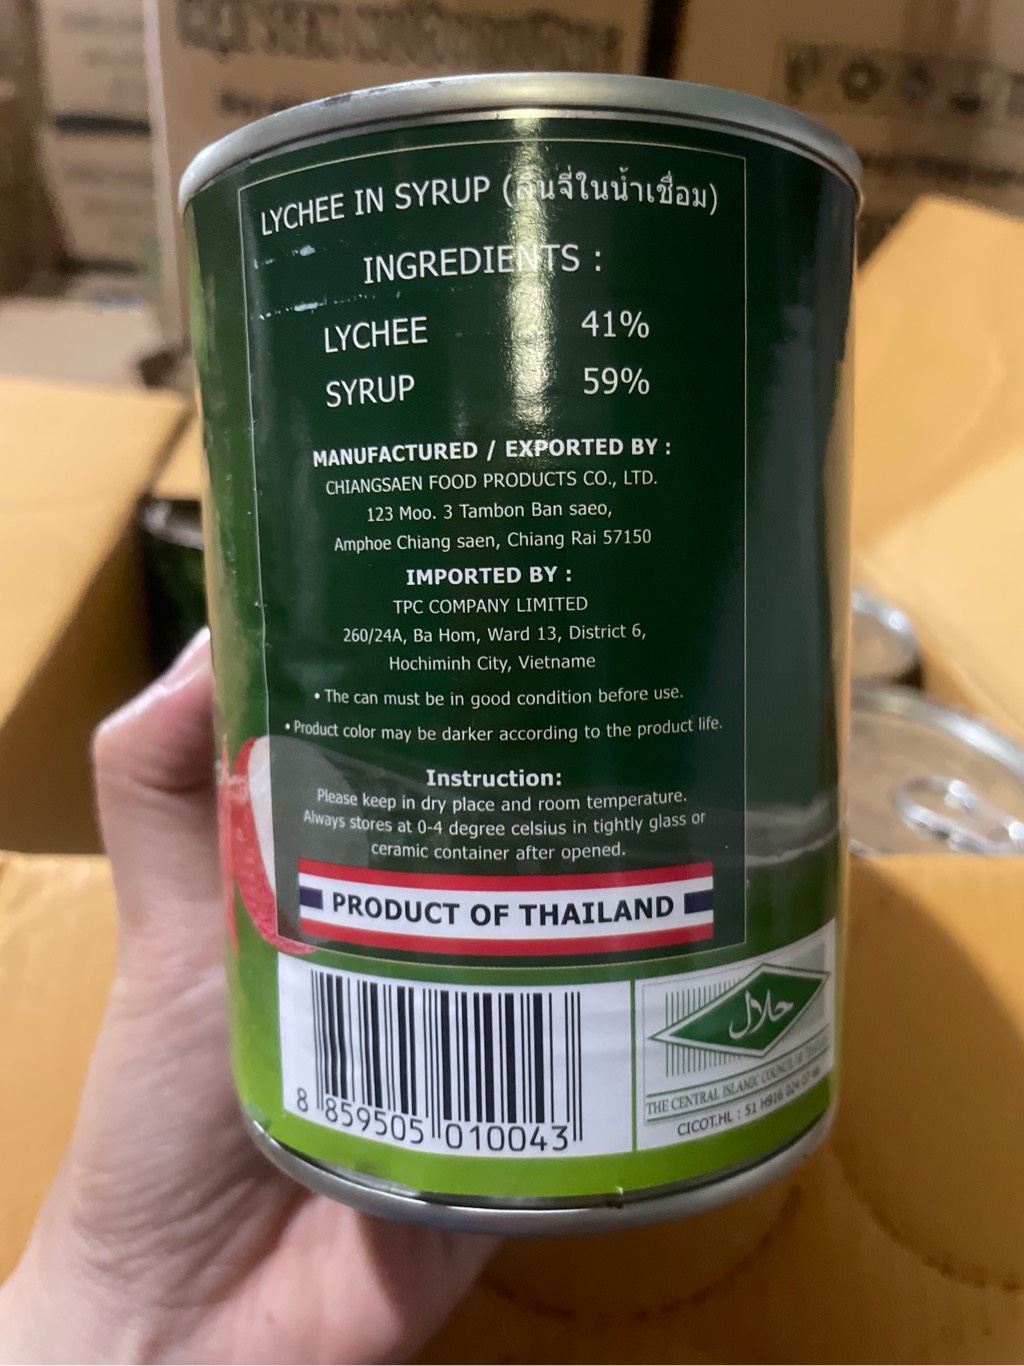 LYCHEE IN SYRUP (ลิ้นจี่ในน้ำเชื่อม)
INGREDIENTS :
LYCHEE 41%
SYRUP 59%
MANUFACTURED / EXPORTED BY :
CHIANGSAEN FOOD PRODUCTS CO., LTD.
123 Moo. 3 Tambon Ban saeo,
Amphoe Chiang saen, Chiang Rai 57150
IMPORTED BY :
TPC COMPANY LIMITED
260/24A, Ba Hom, Ward 13, District 6,
Hochiminh City, Vietname
• The can must be in good condition before use.
• Product color may be darker according to the product life.
Instruction:
Please keep in dry place and room temperature.
Always stores at 0-4 degree celsius in tightly glass or
ceramic container after opened.
PRODUCT OF THAILAND
8 859505 010043
حلال
THE CENTRAL ISLAMIC COUNCIL OF
CICOT.HL : 51 H916 024 07